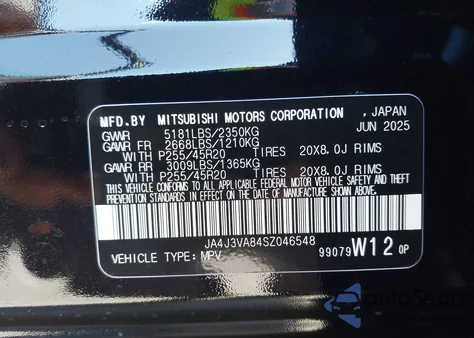 MFD.BY MITSUBISHI MOTORS CORPORATION , JAPAN
GWR 5181LBS/2350KG JUN 2025
GAWR FR 2668LBS/1210KG
WITH P255/45R20 TIRES 20X8.0J RIMS
GAWR RR 3009LBS/1365KG
WITH P255/45R20 TIRES 20X8.0J RIMS
THIS VEHICLE CONFORMS TO ALL APPLICABLE FEDERAL MOTOR VEHICLE SAFETY AND THEFT
PREVENTION STANDARDS IN EFFECT ON THE DATE OF MANUFACTURE SHOWN ABOVE.
JA4J3VA84SZ046548
VEHICLE TYPE: MPV 99079 W12 0P